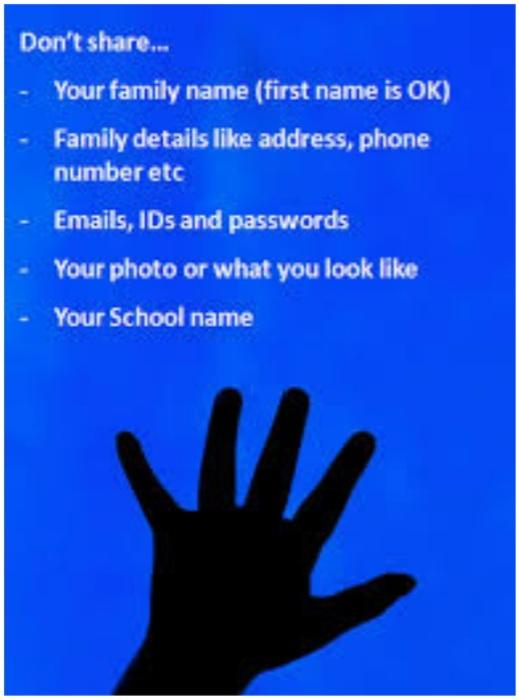 Don't share...
- Your family name (first name is OK)
- Family details like address, phone
number etc
- Emails, IDs and passwords
- Your photo or what you look like
- Your School name